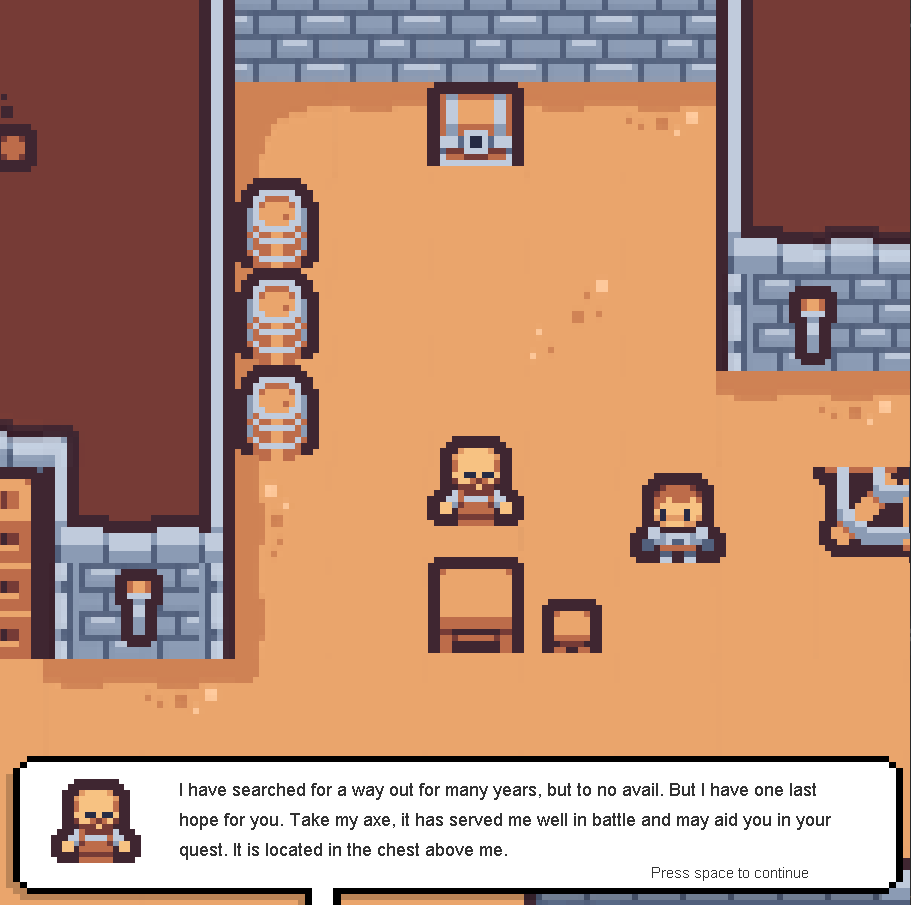 I have searched for a way out for many years, but to no avail. But I have one last
hope for you. Take my axe, it has served me well in battle and may aid you in your
quest. It is located in the chest above me.
Press space to continue